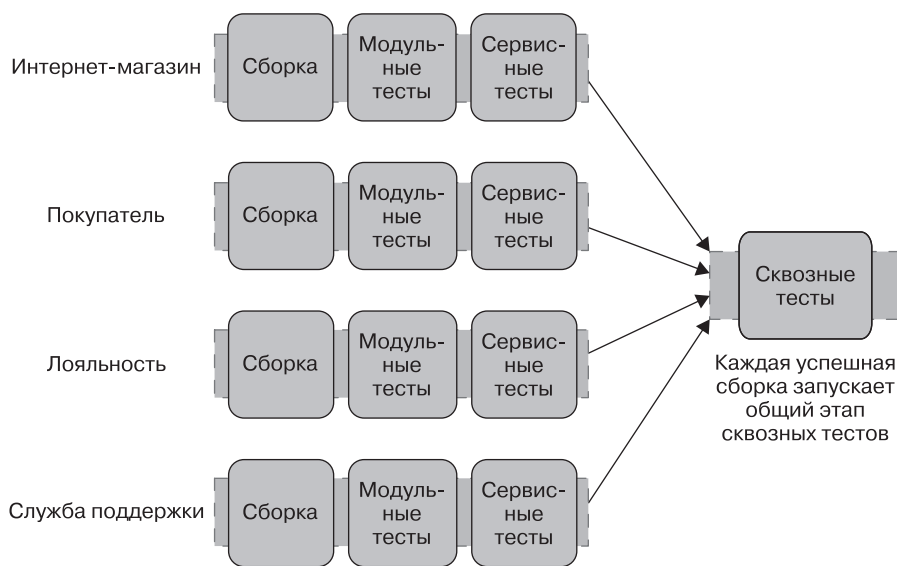 Интернет-магазин
Сборка
Модуль-
ные
тесты
Сервис-
ные
тесты
Покупатель
Сборка
Модуль-
ные
тесты
Сервис-
ные
тесты
Лояльность
Сборка
Модуль-
ные
тесты
Сервис-
ные
тесты
Служба поддержки
Сборка
Модуль-
ные
тесты
Сервис-
ные
тесты
Сквозные
тесты
Каждая успешная
сборка запускает
общий этап
сквозных тестов